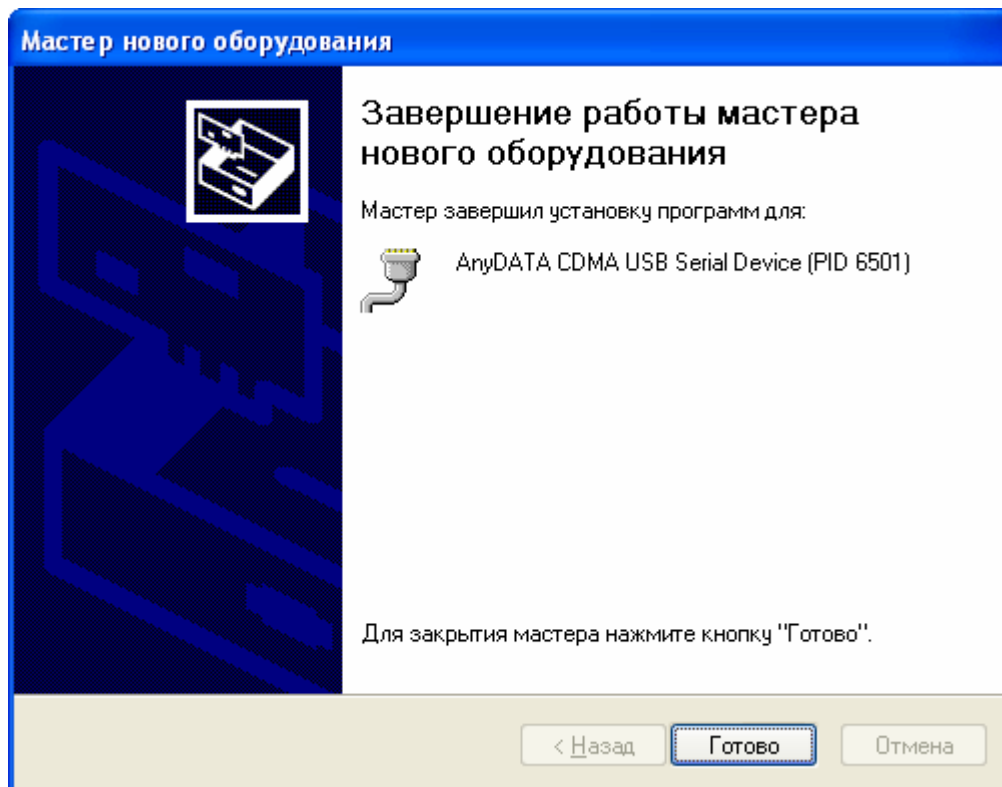 Мастер нового оборудования
Завершение работы мастера
нового оборудования
Мастер завершил установку программ для:
AnyDATA CDMA USB Serial Device (PID 6501)
Для закрытия мастера нажмите кнопку "Готово".
< Назад
Готово
Отмена